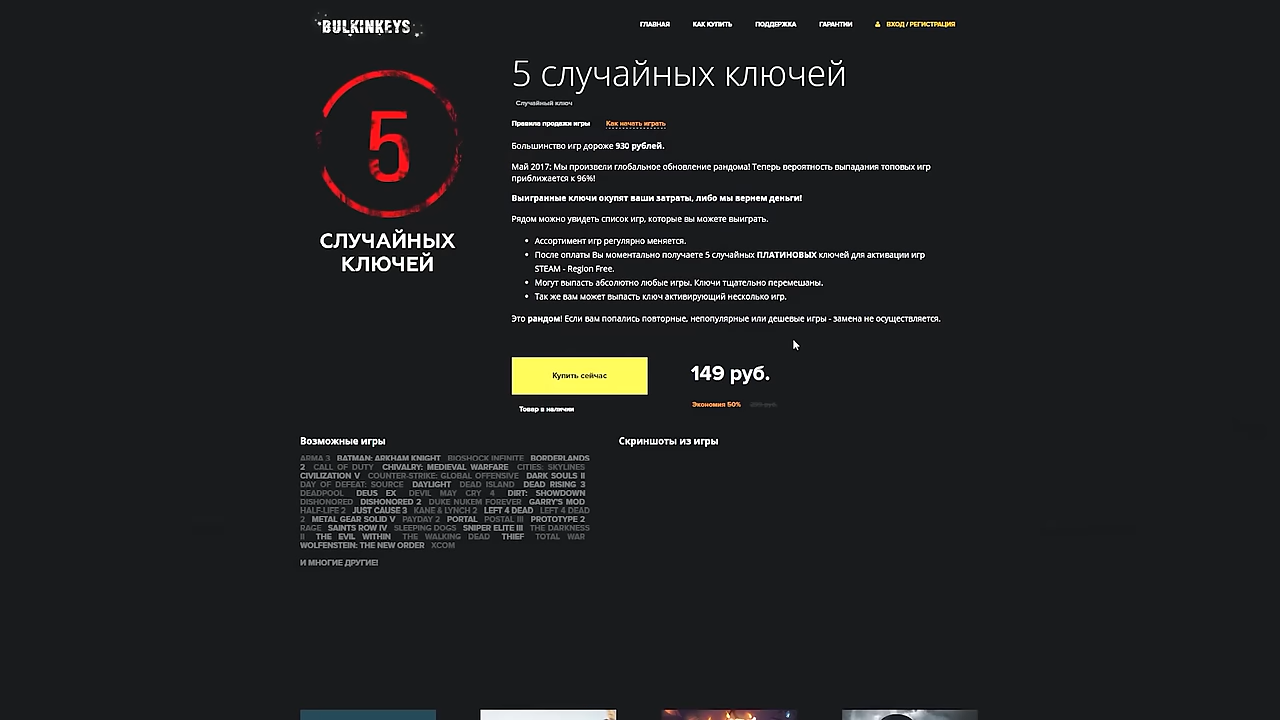 BULKINKEYS
ГЛАВНАЯ КАК КУПИТЬ ПОДДЕРЖКА ГАРАНТИИ ВХОД / РЕГИСТРАЦИЯ
5
СЛУЧАЙНЫХ
КЛЮЧЕЙ
5 случайных ключей
Случайный ключ
Правила продажи игры Как начать играть
Большинство игр дороже 930 рублей.
Май 2017: Мы произвели глобальное обновление рандома! Теперь вероятность выпадания топовых игр
приближается к 96%!
Выигранные ключи окупят ваши затраты, либо мы вернем деньги!
Рядом можно увидеть список игр, которые вы можете выиграть.
Ассортимент игр регулярно меняется.
После оплаты Вы моментально получаете 5 случайных ПЛАТИНОВЫХ ключей для активации игр
STEAM - Region Free.
Могут выпасть абсолютно любые игры. Ключи тщательно перемешаны.
Так же вам может выпасть ключ активирующий несколько игр.
Это рандом! Если вам попались повторные, непопулярные или дешевые игры - замена не осуществляется.
Купить сейчас 149 руб.
Товар в наличии Экономия 50%
Возможные игры
ARMA 3 BATMAN: ARKHAM KNIGHT BIOSHOCK INFINITE BORDERLANDS
2 CALL OF DUTY CHIVALRY: MEDIEVAL WARFARE CITIES: SKYLINES
CIVILIZATION V COUNTER-STRIKE: GLOBAL OFFENSIVE DARK SOULS II
DAY OF DEFEAT: SOURCE DAYLIGHT DEAD ISLAND DEAD RISING 3
DEADPOOL DEUS EX DEVIL MAY CRY 4 DIRT: SHOWDOWN
DISHONORED DISHONORED 2 DUKE NUKEM FOREVER GARRY'S MOD
HALF-LIFE 2 JUST CAUSE 3 KANE & LYNCH 2 LEFT 4 DEAD LEFT 4 DEAD
2 METAL GEAR SOLID V PAYDAY 2 PORTAL POSTAL III PROTOTYPE 2
RAGE SAINTS ROW IV SLEEPING DOGS SNIPER ELITE III THE DARKNESS
II THE EVIL WITHIN THE WALKING DEAD THIEF TOTAL WAR
WOLFENSTEIN: THE NEW ORDER XCOM
И МНОГИЕ ДРУГИЕ!
Скриншоты из игры